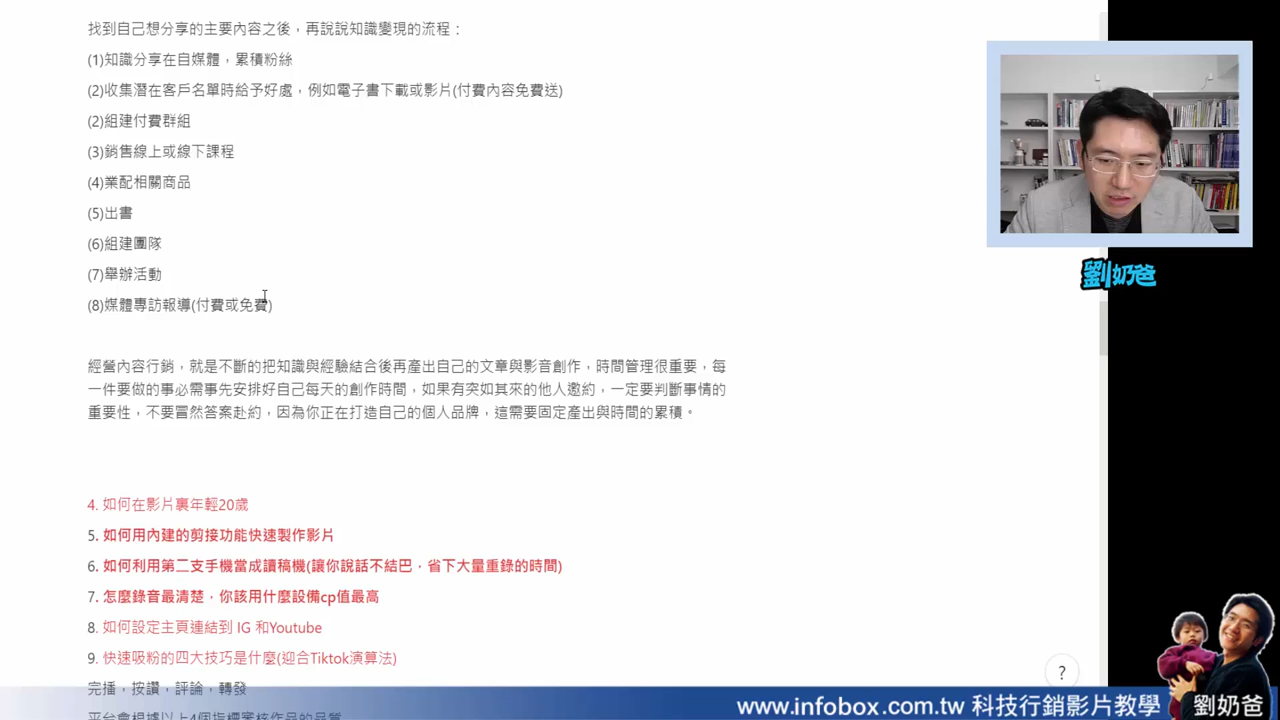 找到自己想分享的主要內容之後，再說說知識變現的流程：
(1)知識分享在自媒體，累積粉絲
(2)收集潛在客戶名單時給予好處，例如電子書下載或影片(付費內容免費送)
(2)組建付費群組
(3)銷售線上或線下課程
(4)業配相關商品
(5)出書
(6)組建團隊
(7)舉辦活動
(8)媒體專訪報導(付費或免費)
經營內容行銷，就是不斷的把知識與經驗結合後再產出自己的文章與影音創作，時間管理很重要，每
一件要做的事必需事先安排好自己每天的創作時間，如果有突如其來的他人邀約，一定要判斷事情的
重要性，不要冒然答案赴約，因為你正在打造自己的個人品牌，這需要固定產出與時間的累積。
4. 如何在影片裏年輕20歲
5. 如何用內建的剪接功能快速製作影片
6. 如何利用第二支手機當成讀稿機(讓你說話不結巴，省下大量重錄的時間)
7. 怎麼錄音最清楚，你該用什麼設備cp值最高
8. 如何設定主頁連結到 IG 和Youtube
9. 快速吸粉的四大技巧是什麼(迎合Tiktok演算法)
完播，按讚，評論，轉發
平台會根據以上4個指標審核作品的品質
劉奶爸
?
www.infobox.com.tw 科技行銷影片教學
劉奶爸